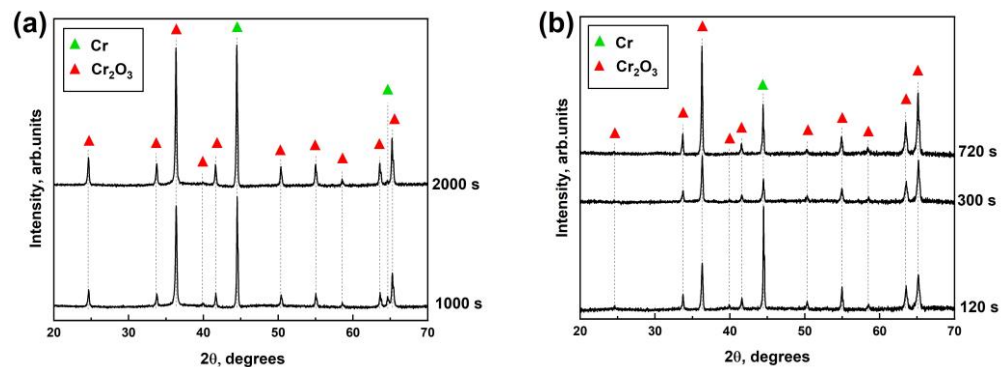 (a)
Cr
Cr₂O₃
Intensity, arb.units
2000 s
1000 s
20 30 40 50 60 70
2θ, degrees
(b)
Cr
Cr₂O₃
Intensity, arb.units
720 s
300 s
120 s
20 30 40 50 60 70
2θ, degrees